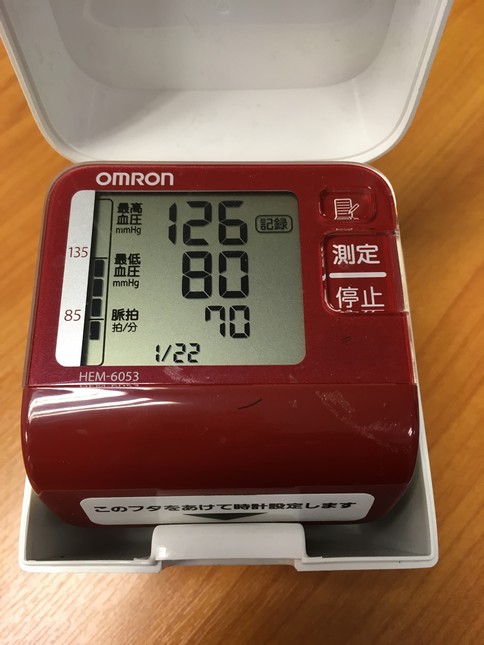 OMRON
最高
血圧
mmHg
126
記録
135
最低
血圧
mmHg
80
85
脈拍
拍/分
70
1/22
測定
停止
HEM-6053
このフタをあけて時計設定します